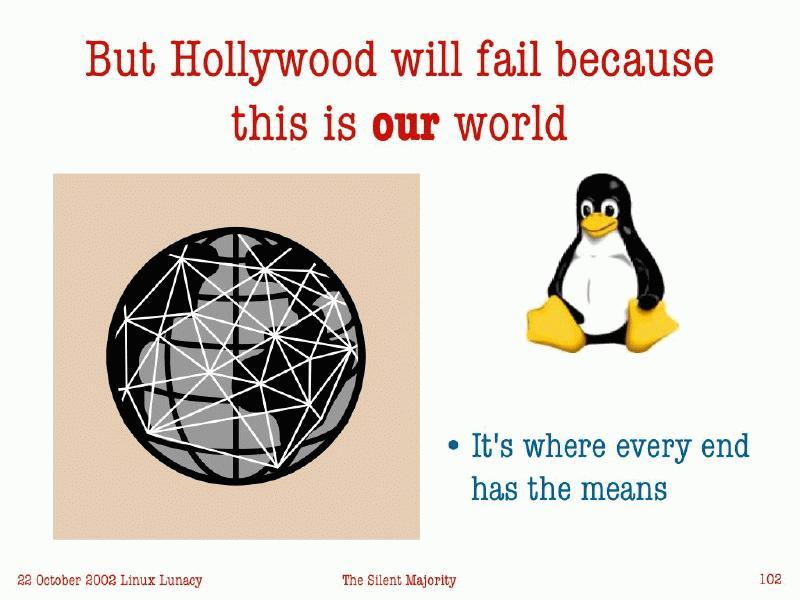 But Hollywood will fail because
this is our world
• It's where every end
has the means
22 October 2002 Linux Lunacy
The Silent Majority
102